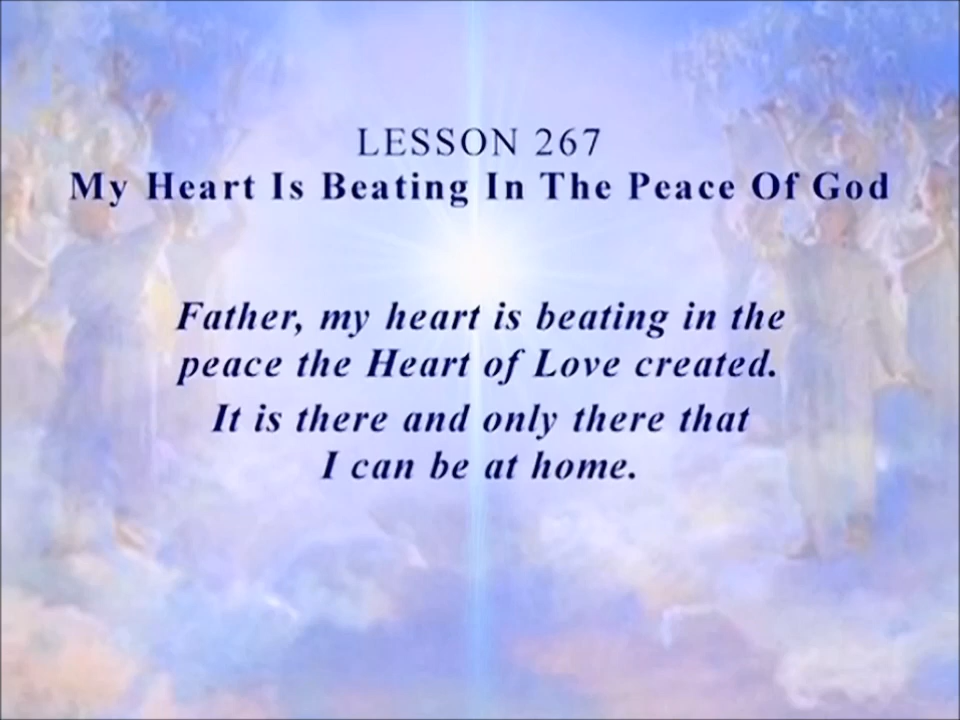 LESSON 267
My Heart Is Beating In The Peace Of God
Father, my heart is beating in the
peace the Heart of Love created.
It is there and only there that
I can be at home.